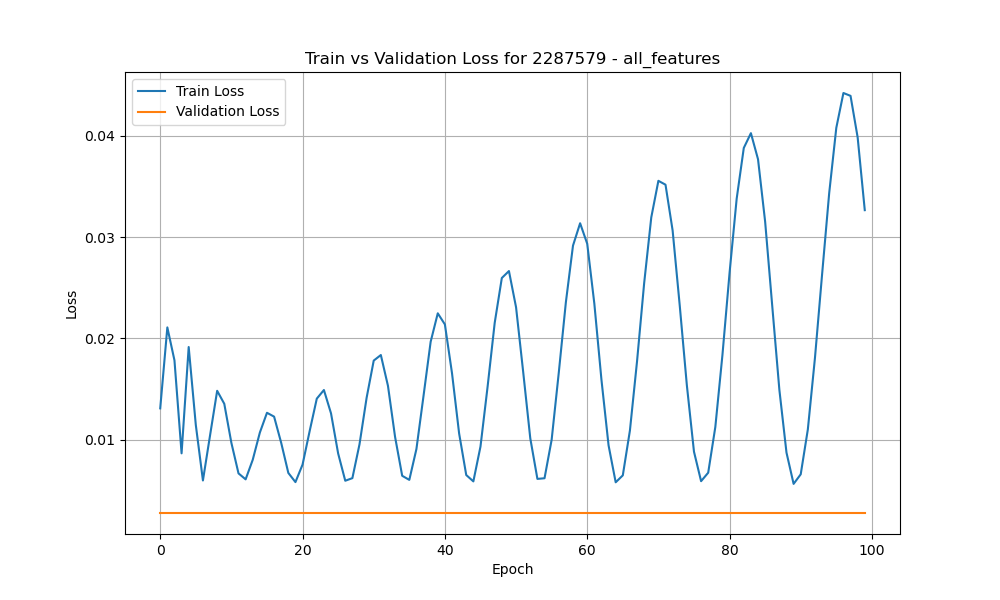 Train vs Validation Loss for 2287579 - all_features
Train Loss
Validation Loss
0.04
0.03
0.02
0.01
Loss
0 20 40 60 80 100
Epoch